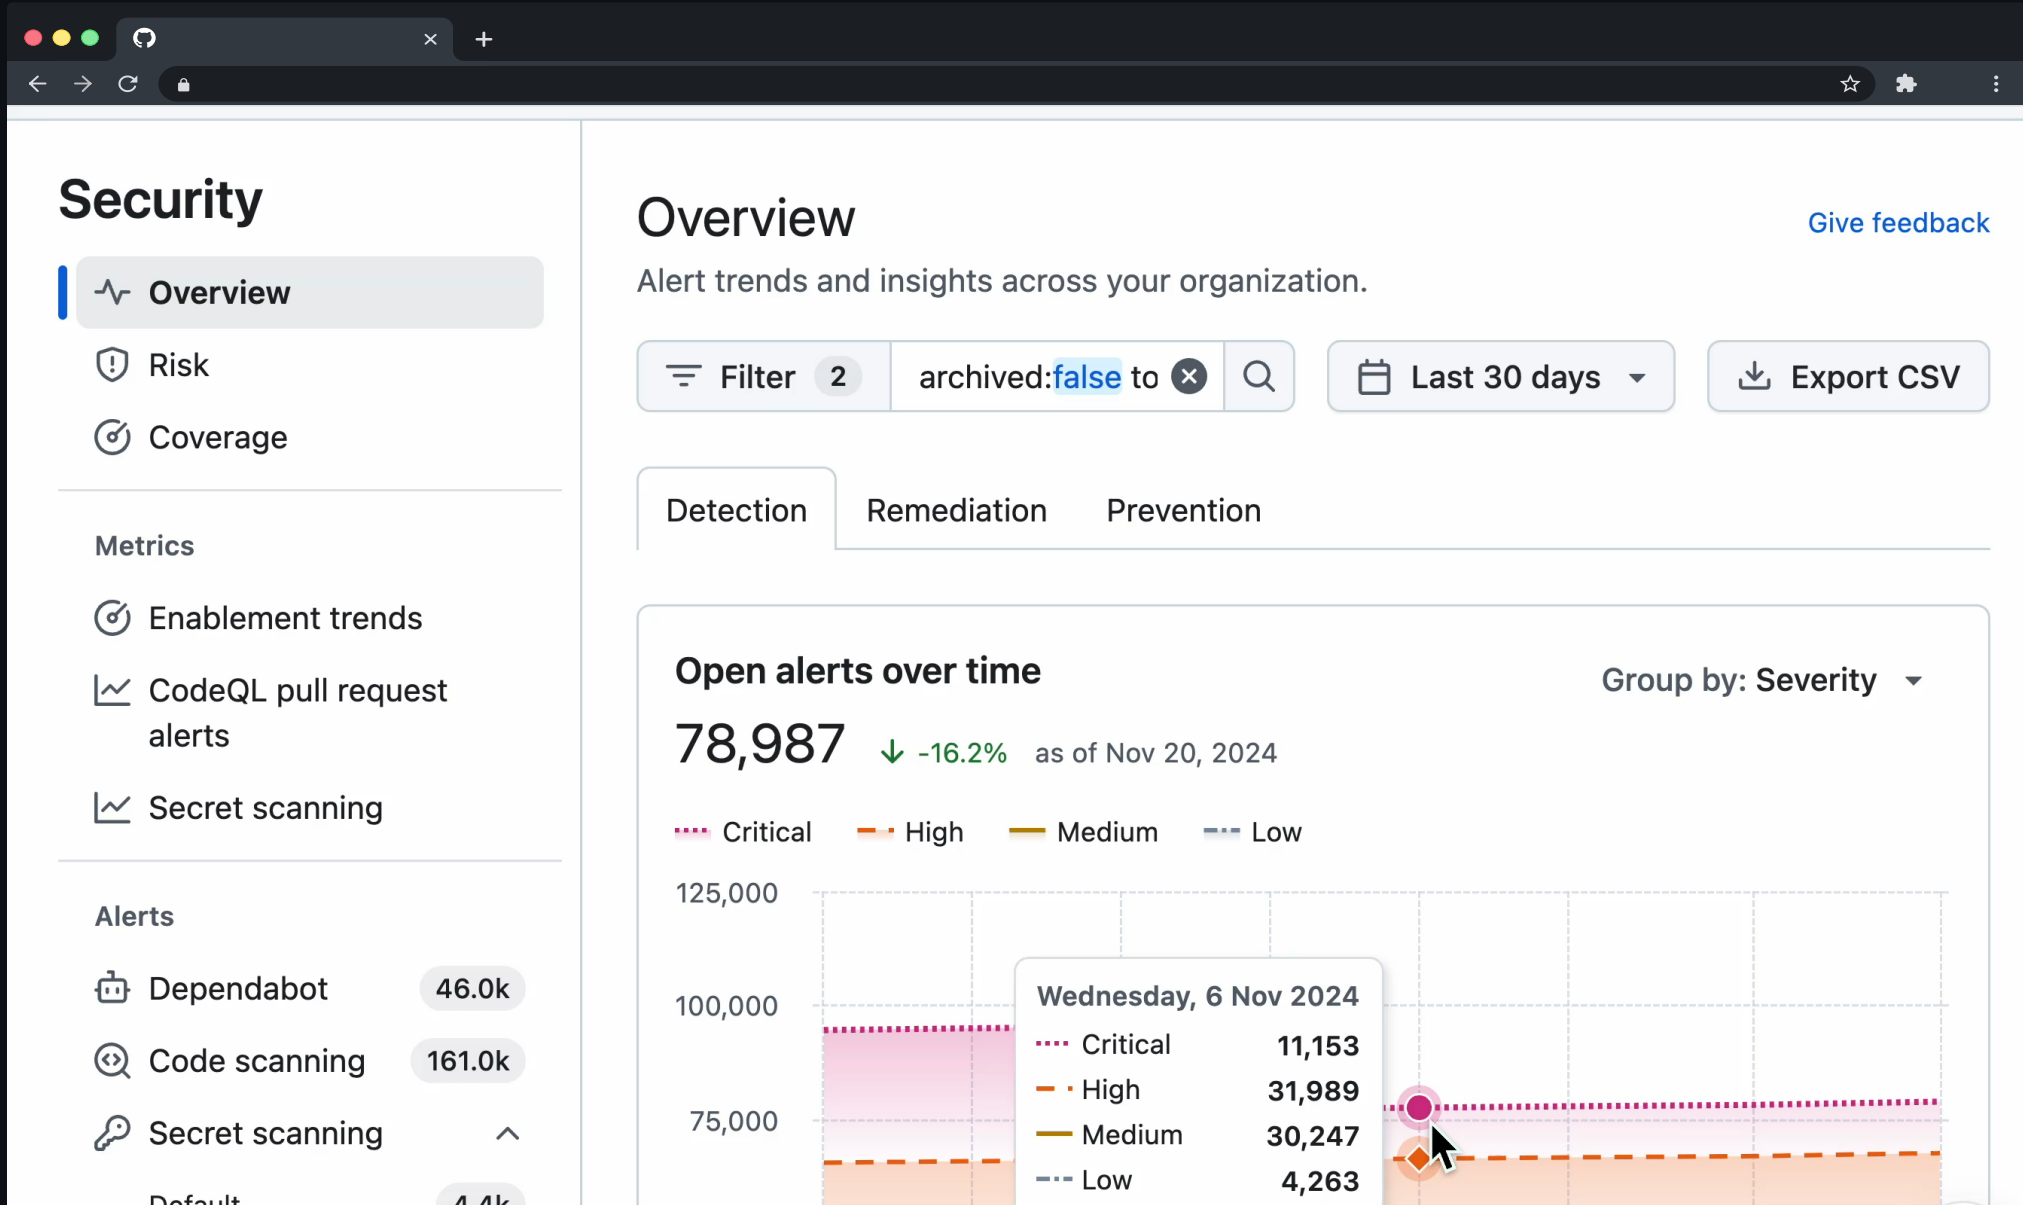 Security
Overview
Risk
Coverage
Metrics
Enablement trends
CodeQL pull request
alerts
Secret scanning
Alerts
Dependabot 46.0k
Code scanning 161.0k
Secret scanning
Default 4.4k
Overview
Give feedback
Alert trends and insights across your organization.
Filter 2 archived:false to Last 30 days Export CSV
Detection Remediation Prevention
Open alerts over time
Group by: Severity
78,987 -16.2% as of Nov 20, 2024
Critical High Medium Low
125,000
100,000
75,000
Wednesday, 6 Nov 2024
Critical 11,153
High 31,989
Medium 30,247
Low 4,263